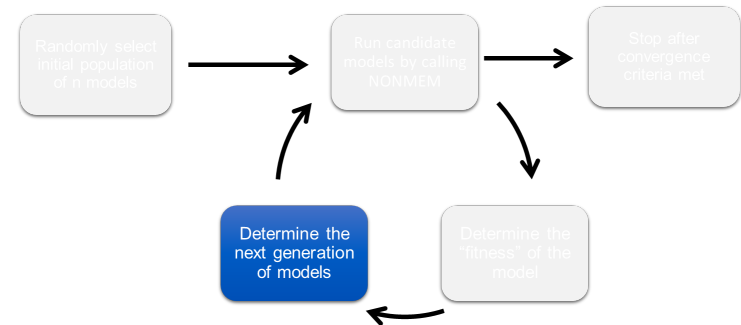 Randomly select
initial population
of n models
Run candidate
models by calling
NONMEM
Stop after
convergence
criteria met
Determine the
next generation
of models
Determine the
"fitness" of the
model